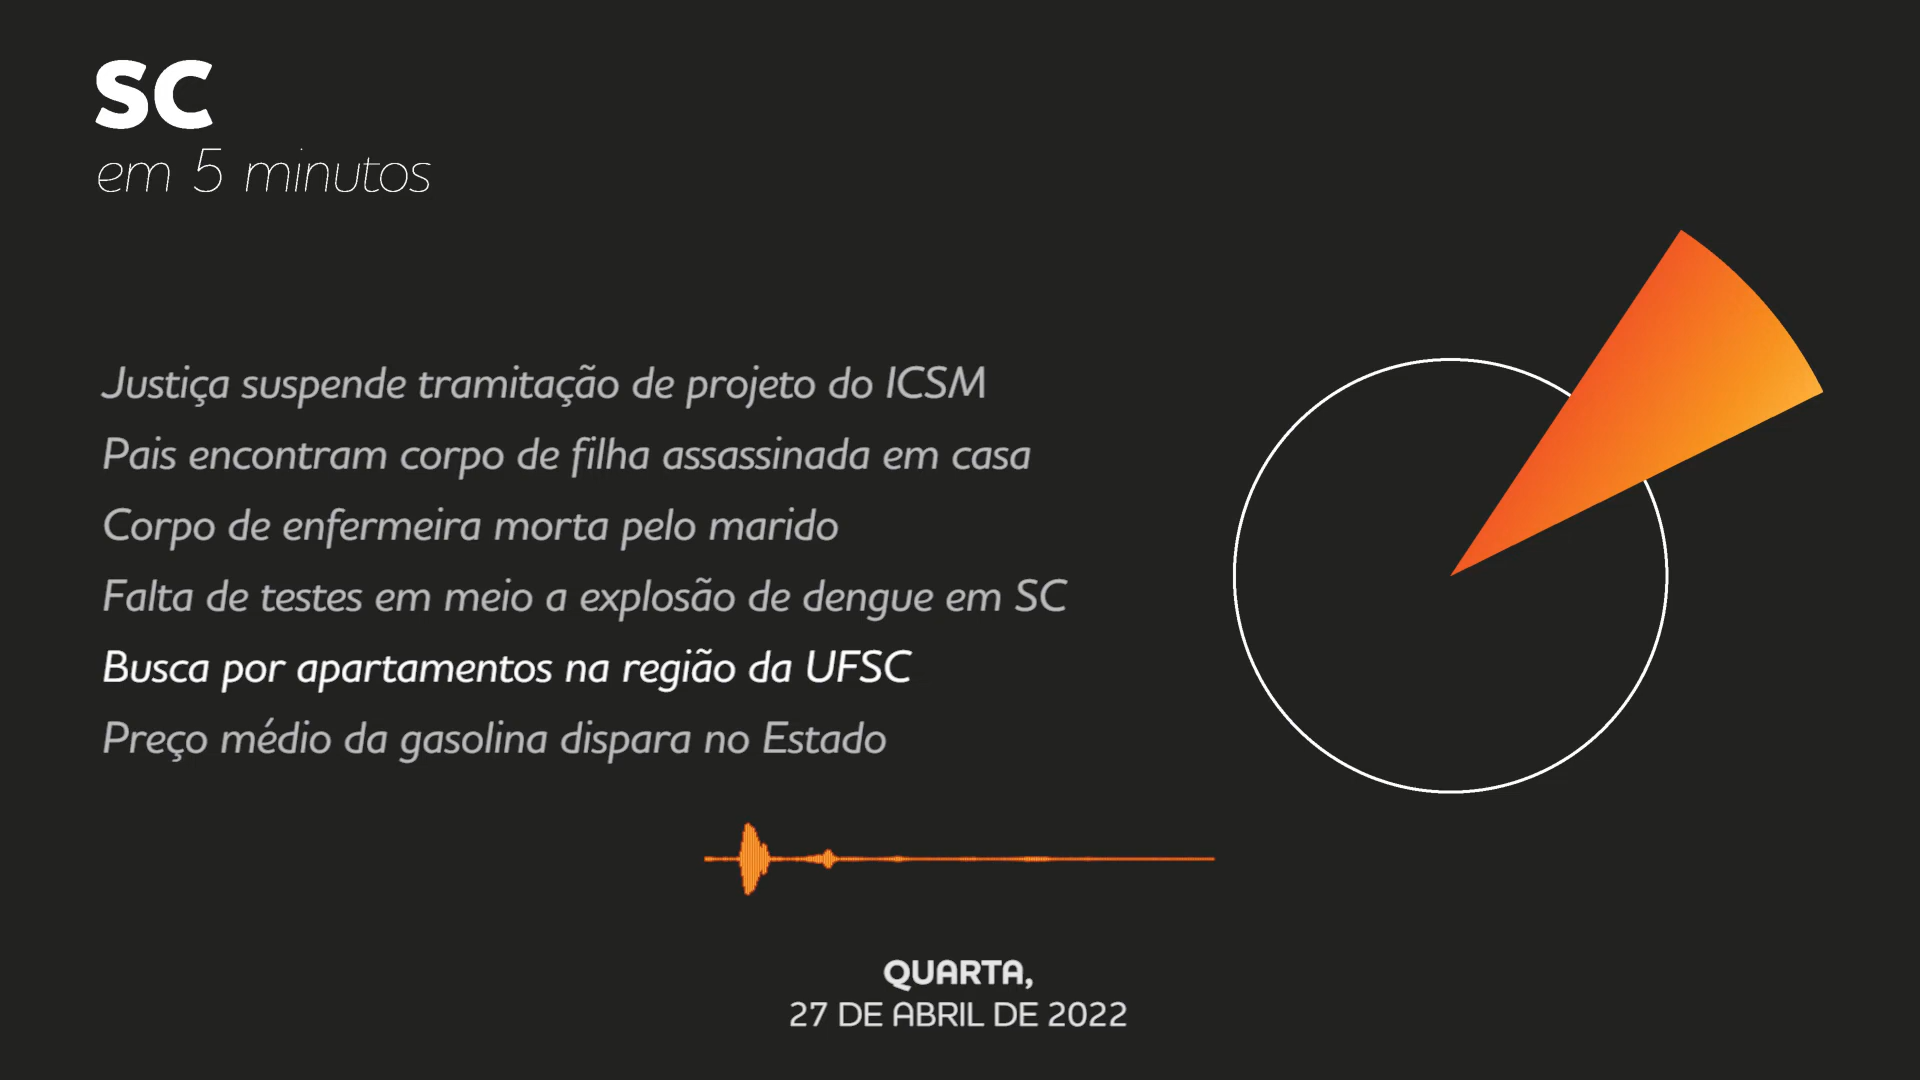 SC
em 5 minutos
Justiça suspende tramitação de projeto do ICSM
Pais encontram corpo de filha assassinada em casa
Corpo de enfermeira morta pelo marido
Falta de testes em meio a explosão de dengue em SC
Busca por apartamentos na região da UFSC
Preço médio da gasolina dispara no Estado
QUARTA,
27 DE ABRIL DE 2022